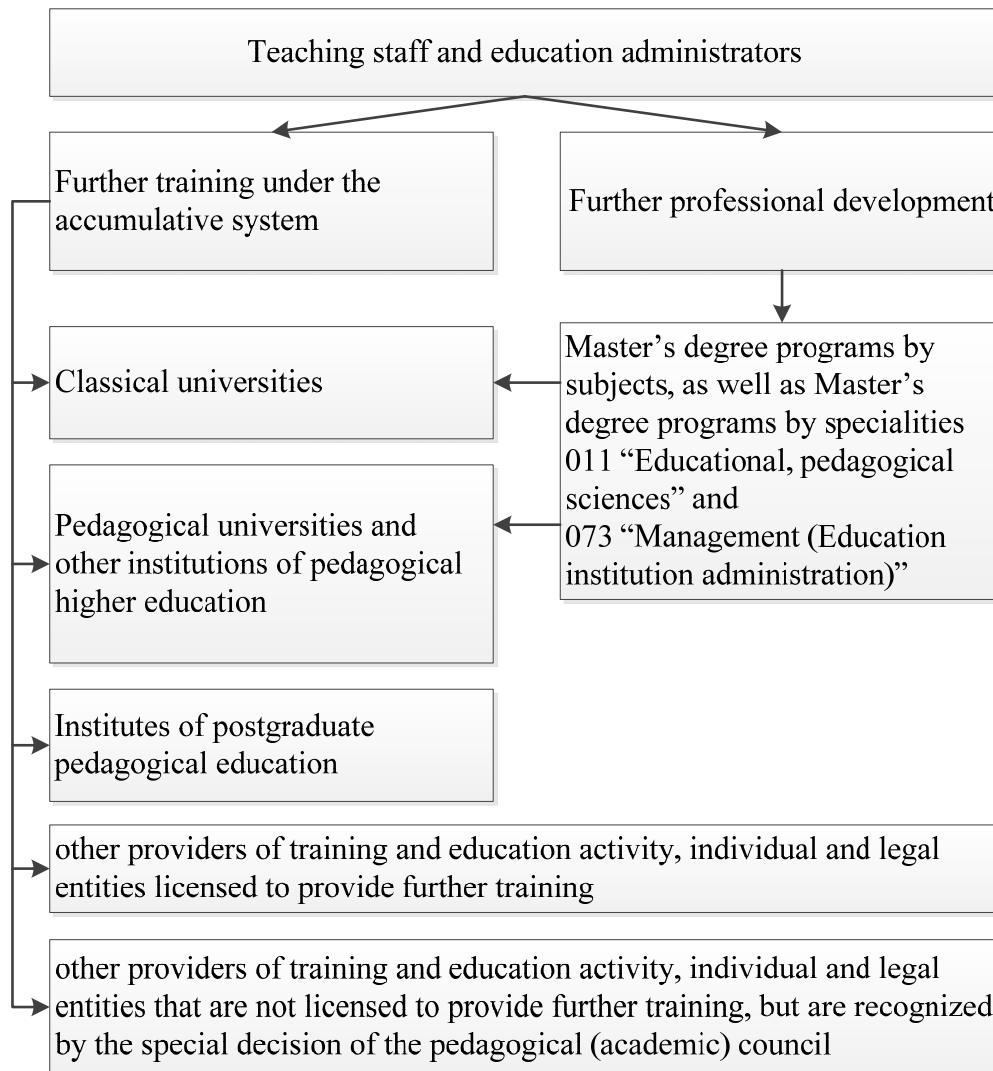 Teaching staff and education administrators
Further training under the
accumulative system
Further professional development
Classical universities
Master’s degree programs by
subjects, as well as Master’s
degree programs by specialities
011 “Educational, pedagogical
sciences” and
073 “Management (Education
institution administration)”
Pedagogical universities and
other institutions of pedagogical
higher education
Institutes of postgraduate
pedagogical education
other providers of training and education activity, individual and legal
entities licensed to provide further training
other providers of training and education activity, individual and legal
entities that are not licensed to provide further training, but are recognized
by the special decision of the pedagogical (academic) council